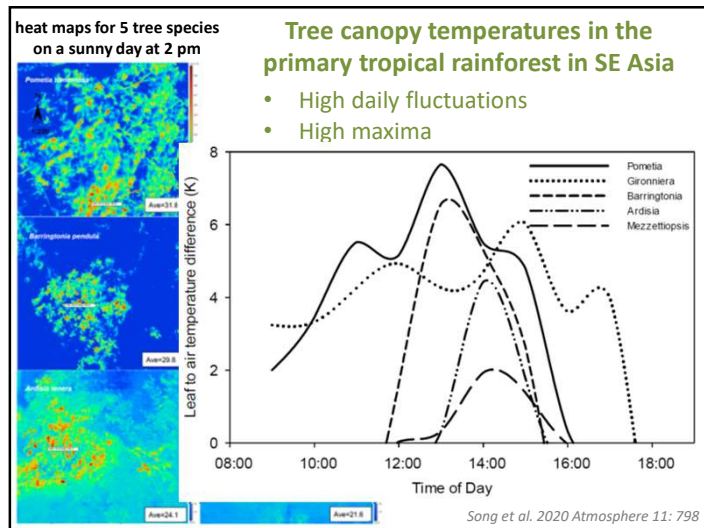 heat maps for 5 tree species
on a sunny day at 2 pm
Tree canopy temperatures in the
primary tropical rainforest in SE Asia
• High daily fluctuations
• High maxima
Pometia
Ave=31.8
Barringtonia pendula
Ave=29.8
Ardisia tenera
Ave=24.1
Ave=21.6
Leaf to air temperature difference (K)
8
6
4
2
0
Pometia
Gironniera
Barringtonia
Ardisia
Mezzettiopsis
08:00
10:00
12:00
14:00
16:00
18:00
Time of Day
Song et al. 2020 Atmosphere 11: 798